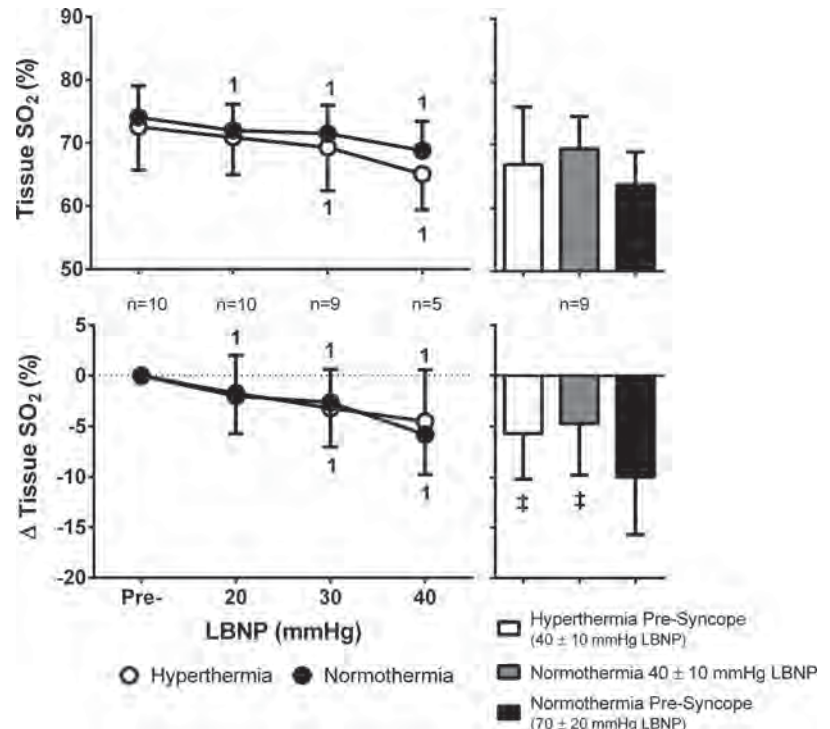 Tissue SO2 (%)
90
80
70
60
50
1
1
1
1
1
n=10
n=10
n=9
n=5
n=9
Δ Tissue SO2 (%)
5
0
-5
-10
-15
-20
1
1
1
1
1
‡
‡
Pre-
20
30
40
LBNP (mmHg)
Hyperthermia
Normothermia
Hyperthermia Pre-Syncope
(40 ± 10 mmHg LBNP)
Normothermia 40 ± 10 mmHg LBNP
Normothermia Pre-Syncope
(70 ± 20 mmHg LBNP)